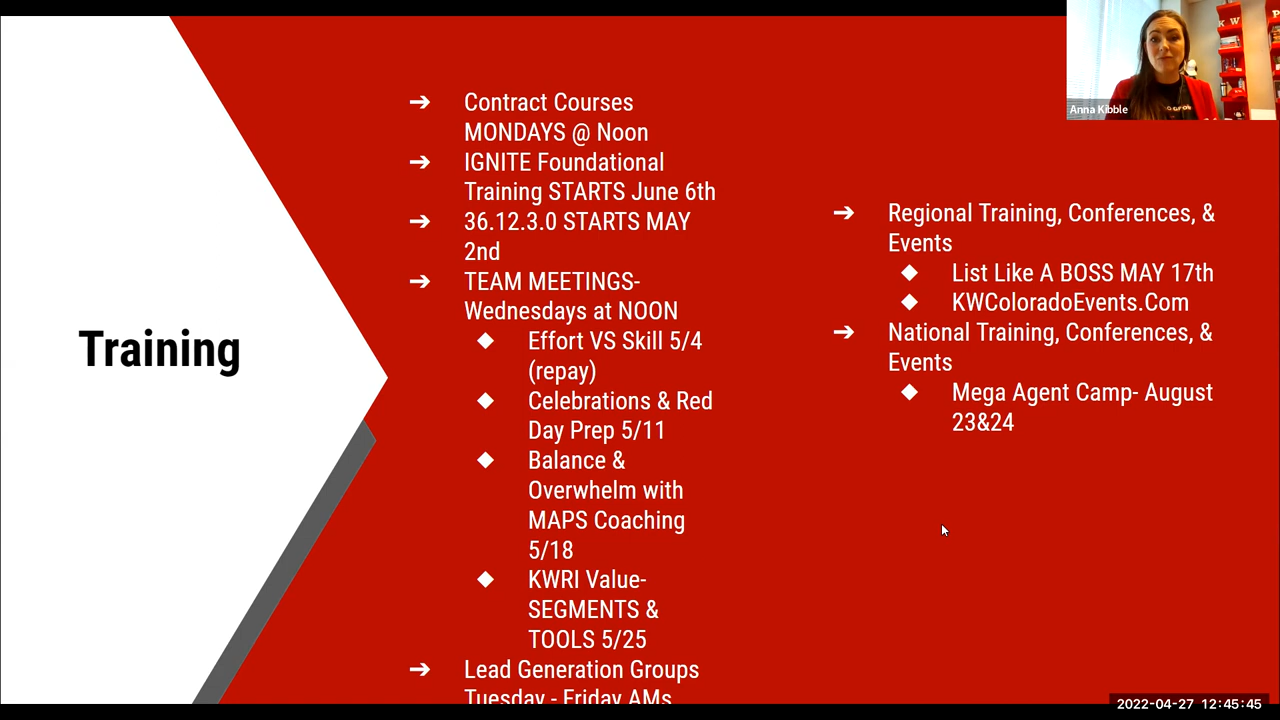 Training
➔ Contract Courses
MONDAYS @ Noon
➔ IGNITE Foundational
Training STARTS June 6th
➔ 36.12.3.0 STARTS MAY
2nd
➔ TEAM MEETINGS-
Wednesdays at NOON
◆ Effort VS Skill 5/4
(repay)
◆ Celebrations & Red
Day Prep 5/11
◆ Balance &
Overwhelm with
MAPS Coaching
5/18
◆ KWRI Value-
SEGMENTS &
TOOLS 5/25
➔ Lead Generation Groups
Tuesday - Friday AMs
➔ Regional Training, Conferences, &
Events
◆ List Like A BOSS MAY 17th
◆ KWColoradoEvents.Com
➔ National Training, Conferences, &
Events
◆ Mega Agent Camp- August
23&24
K W
Anna Kibble
2022-04-27 12:45:45